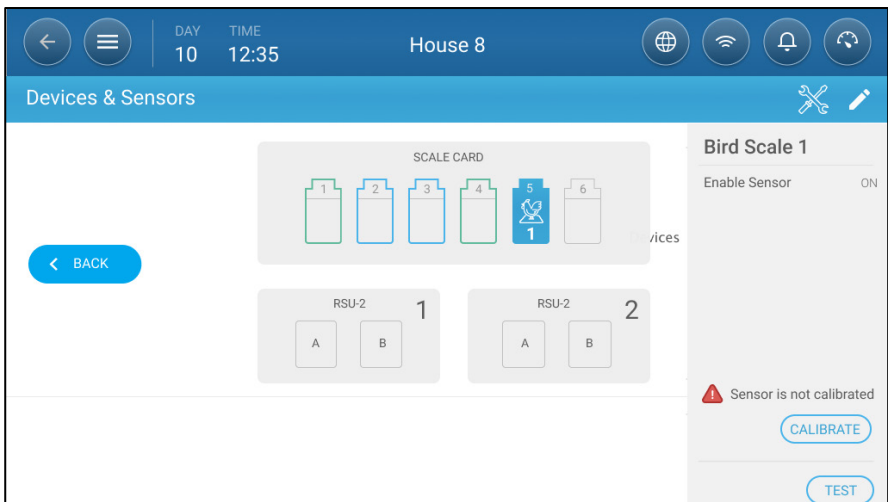 DAY
10
TIME
12:35
House 8
Devices & Sensors
SCALE CARD
1 2 3 4 5 6
1
BACK
RSU-2 1
A B
RSU-2 2
A B
Bird Scale 1
Enable Sensor ON
Sensor is not calibrated
CALIBRATE
TEST